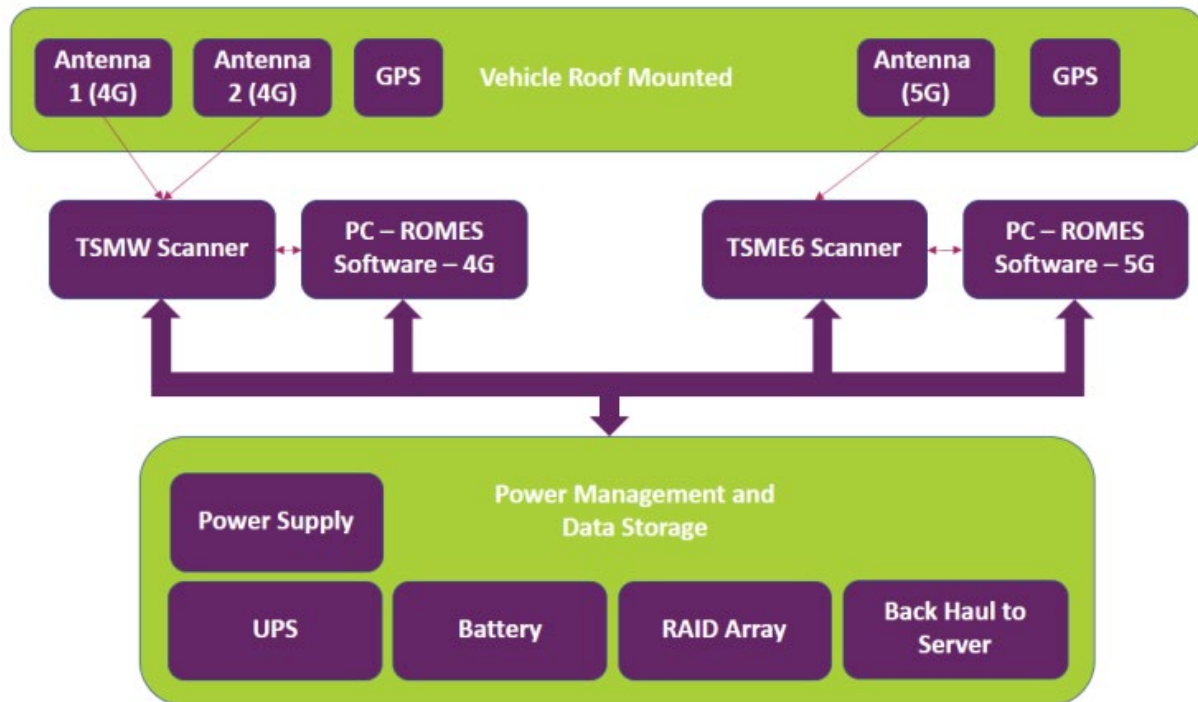 Antenna
1 (4G)
Antenna
2 (4G)
GPS
Vehicle Roof Mounted
Antenna
(5G)
GPS
TSMW Scanner
PC – ROMES
Software – 4G
TSME6 Scanner
PC – ROMES
Software – 5G
Power Management and
Data Storage
Power Supply
UPS
Battery
RAID Array
Back Haul to
Server